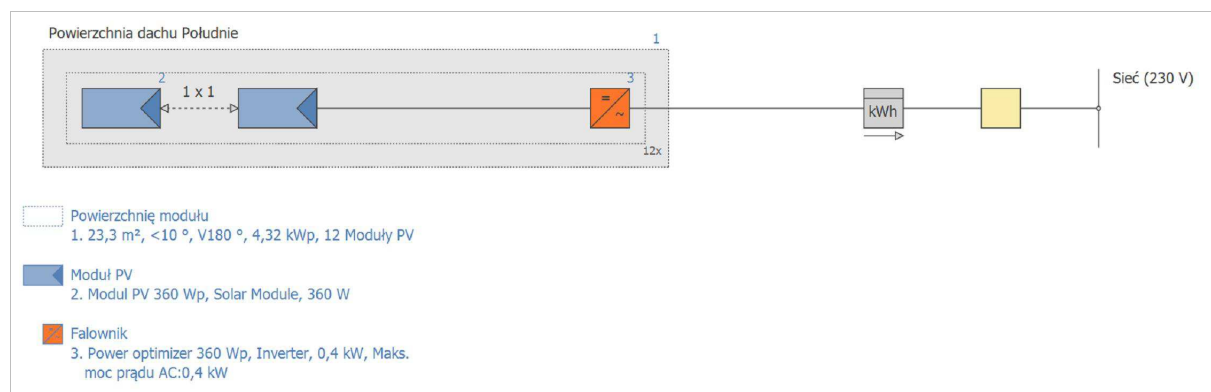 Powierzchnia dachu Południe
1
2
3
1 x 1
=
~
12x
kWh
Sieć (230 V)
Powierzchnię modułu
1. 23,3 m², <10 °, V180 °, 4,32 kWp, 12 Moduły PV
Moduł PV
2. Modul PV 360 Wp, Solar Module, 360 W
Falownik
3. Power optimizer 360 Wp, Inverter, 0,4 kW, Maks.
moc prądu AC:0,4 kW